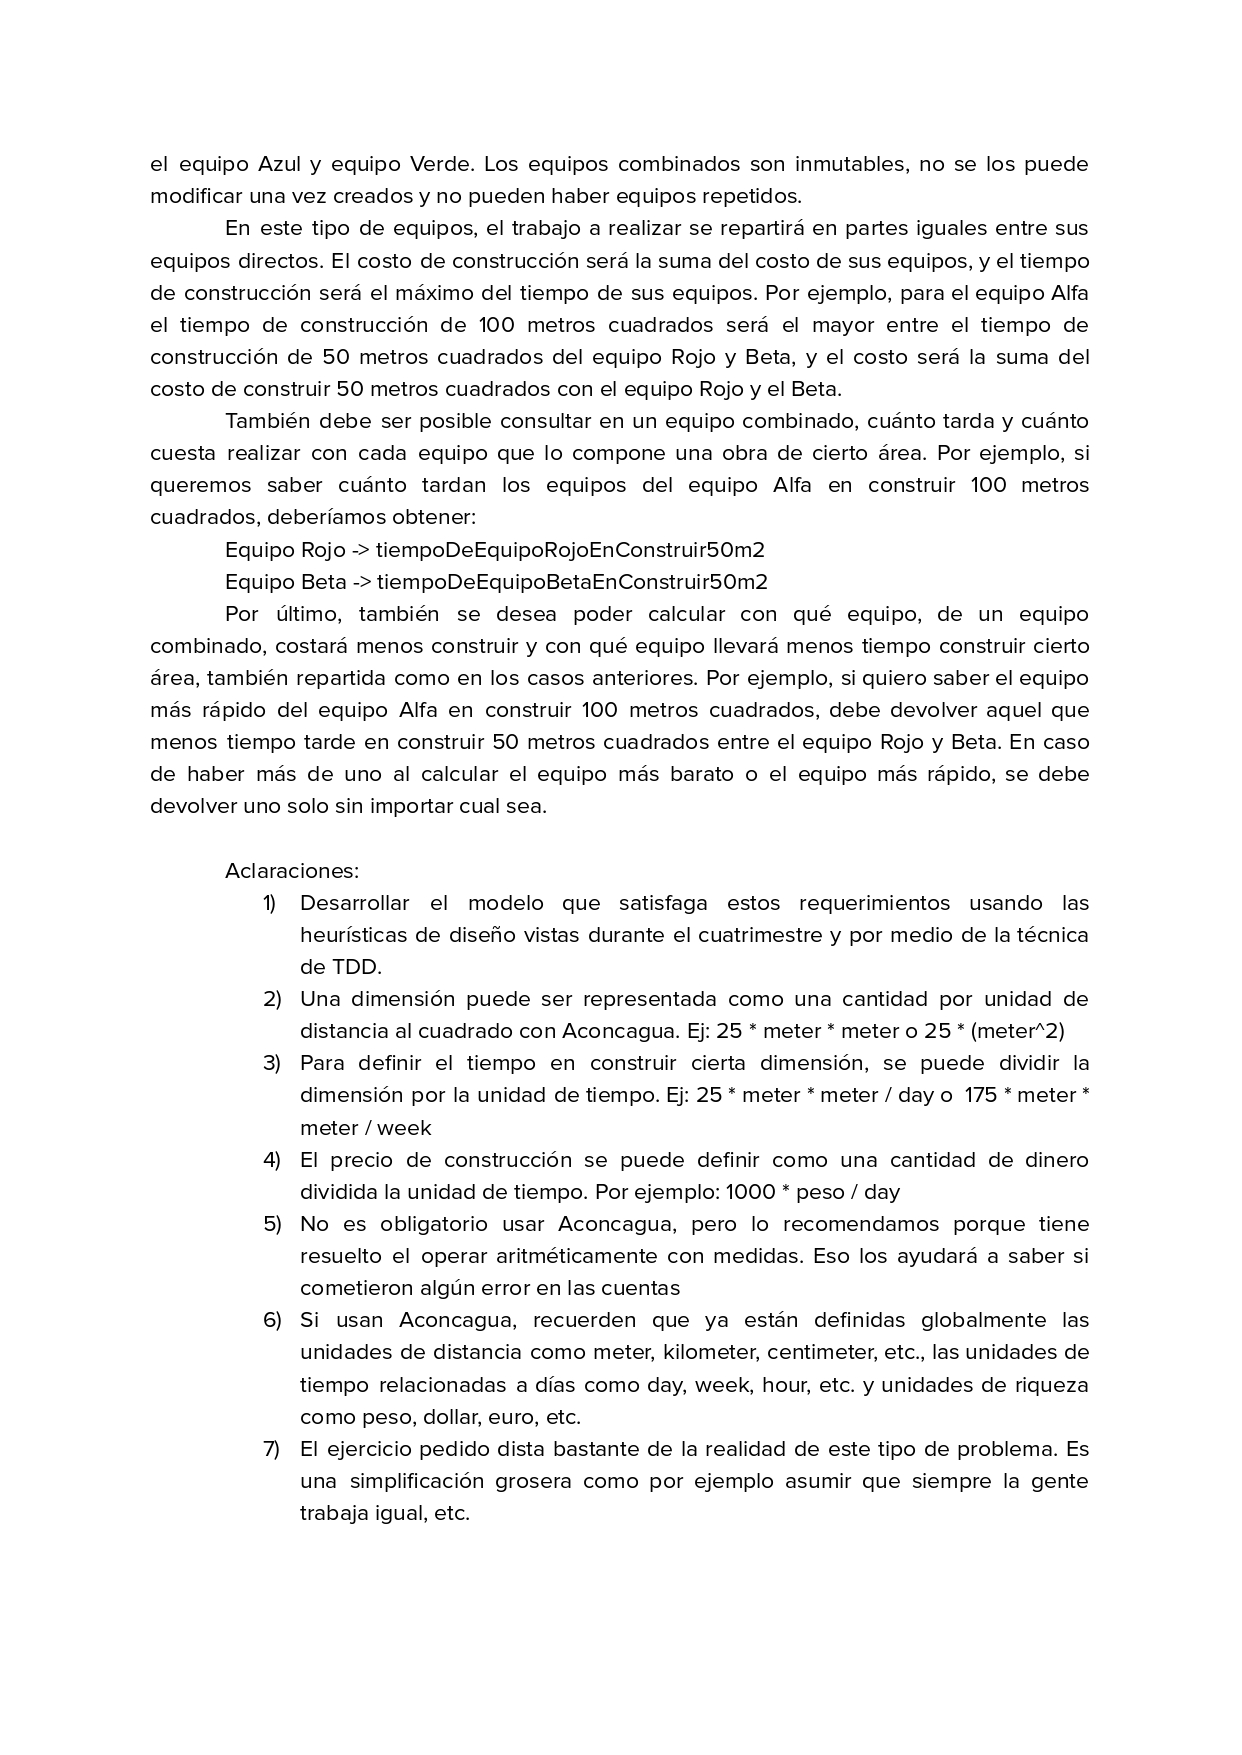 el equipo Azul y equipo Verde. Los equipos combinados son inmutables, no se los puede
modificar una vez creados y no pueden haber equipos repetidos.
En este tipo de equipos, el trabajo a realizar se repartirá en partes iguales entre sus
equipos directos. El costo de construcción será la suma del costo de sus equipos, y el tiempo
de construcción será el máximo del tiempo de sus equipos. Por ejemplo, para el equipo Alfa
el tiempo de construcción de 100 metros cuadrados será el mayor entre el tiempo de
construcción de 50 metros cuadrados del equipo Rojo y Beta, y el costo será la suma del
costo de construir 50 metros cuadrados con el equipo Rojo y el Beta.
También debe ser posible consultar en un equipo combinado, cuánto tarda y cuánto
cuesta realizar con cada equipo que lo compone una obra de cierto área. Por ejemplo, si
queremos saber cuánto tardan los equipos del equipo Alfa en construir 100 metros
cuadrados, deberíamos obtener:
Equipo Rojo -> tiempoDeEquipoRojoEnConstruir50m2
Equipo Beta -> tiempoDeEquipoBetaEnConstruir50m2
Por último, también se desea poder calcular con qué equipo, de un equipo
combinado, costará menos construir y con qué equipo llevará menos tiempo construir cierto
área, también repartida como en los casos anteriores. Por ejemplo, si quiero saber el equipo
más rápido del equipo Alfa en construir 100 metros cuadrados, debe devolver aquel que
menos tiempo tarde en construir 50 metros cuadrados entre el equipo Rojo y Beta. En caso
de haber más de uno al calcular el equipo más barato o el equipo más rápido, se debe
devolver uno solo sin importar cual sea.
Aclaraciones:
1) Desarrollar el modelo que satisfaga estos requerimientos usando las
heurísticas de diseño vistas durante el cuatrimestre y por medio de la técnica
de TDD.
2) Una dimensión puede ser representada como una cantidad por unidad de
distancia al cuadrado con Aconcagua. Ej: 25 * meter * meter o 25 * (meter^2)
3) Para definir el tiempo en construir cierta dimensión, se puede dividir la
dimensión por la unidad de tiempo. Ej: 25 * meter * meter / day o 175 * meter *
meter / week
4) El precio de construcción se puede definir como una cantidad de dinero
dividida la unidad de tiempo. Por ejemplo: 1000 * peso / day
5) No es obligatorio usar Aconcagua, pero lo recomendamos porque tiene
resuelto el operar aritméticamente con medidas. Eso los ayudará a saber si
cometieron algún error en las cuentas
6) Si usan Aconcagua, recuerden que ya están definidas globalmente las
unidades de distancia como meter, kilometer, centimeter, etc., las unidades de
tiempo relacionadas a días como day, week, hour, etc. y unidades de riqueza
como peso, dollar, euro, etc.
7) El ejercicio pedido dista bastante de la realidad de este tipo de problema. Es
una simplificación grosera como por ejemplo asumir que siempre la gente
trabaja igual, etc.